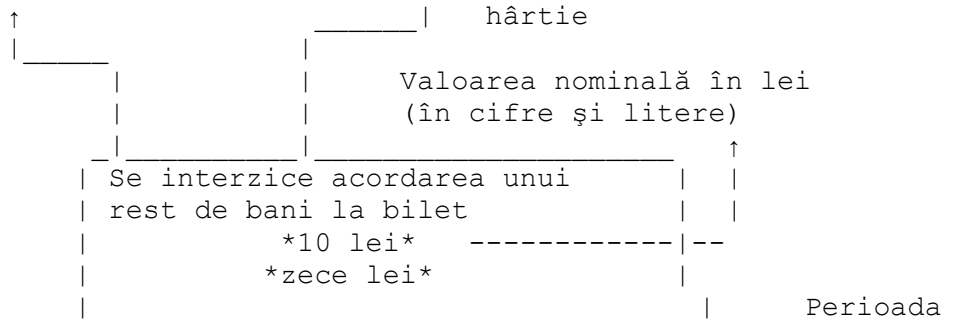 hârtie
Valoarea nominală în lei
(în cifre şi litere)
Se interzice acordarea unui
rest de bani la bilet
*10 lei*
*zece lei*
Perioada